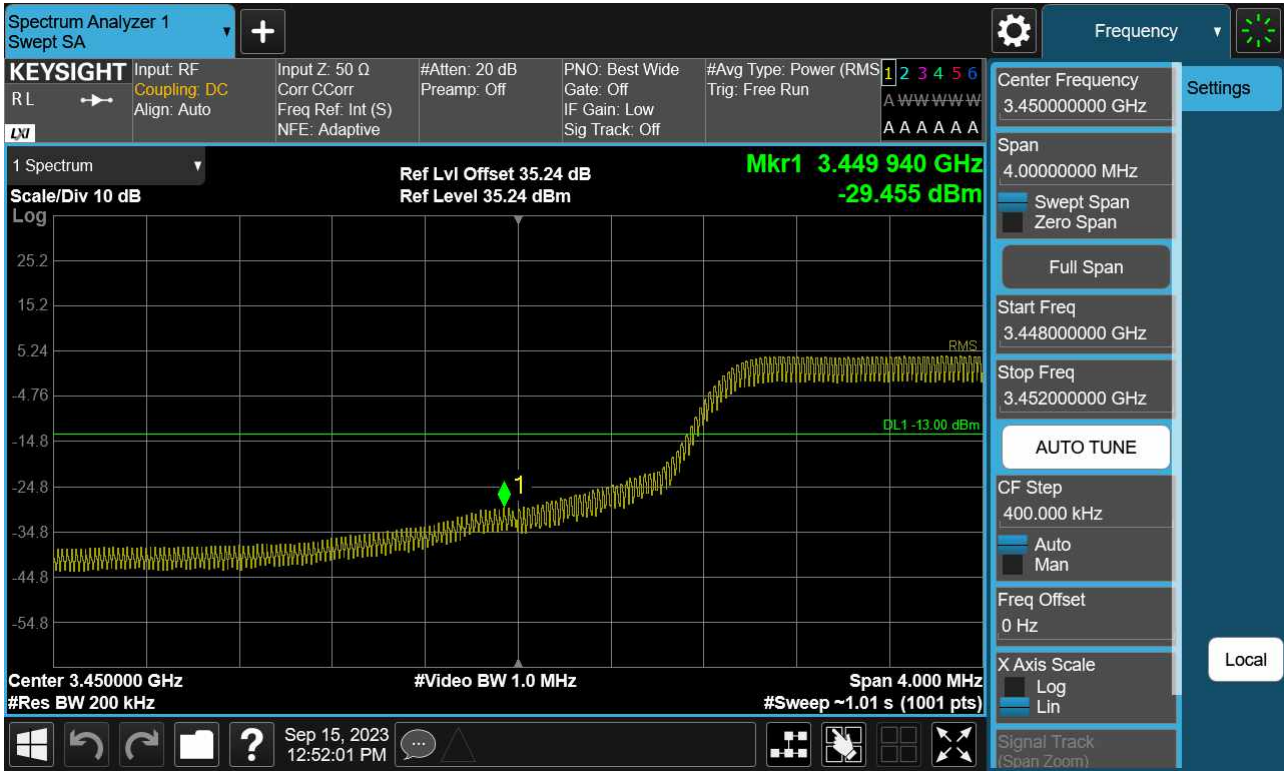 Spectrum Analyzer 1
Swept SA
Frequency
KEYSIGHT
R L
LXI
Input: RF
Coupling: DC
Align: Auto
Input Z: 50 Ω
Corr CCorr
Freq Ref: Int (S)
NFE: Adaptive
#Atten: 20 dB
Preamp: Off
PNO: Best Wide
Gate: Off
IF Gain: Low
Sig Track: Off
#Avg Type: Power (RMS
Trig: Free Run
1 2 3 4 5 6
A W W W W W
A A A A A A
1 Spectrum
Scale/Div 10 dB
Log
Ref Lvl Offset 35.24 dB
Ref Level 35.24 dBm
Mkr1 3.449 940 GHz
-29.455 dBm
25.2
15.2
5.24
-4.76
-14.8
-24.8
-34.8
-44.8
-54.8
RMS
DL1 -13.00 dBm
1
Center 3.450000 GHz
#Res BW 200 kHz
#Video BW 1.0 MHz
Span 4.000 MHz
#Sweep ~1.01 s (1001 pts)
Center Frequency
3.450000000 GHz
Span
4.00000000 MHz
Swept Span
Zero Span
Full Span
Start Freq
3.448000000 GHz
Stop Freq
3.452000000 GHz
AUTO TUNE
CF Step
400.000 kHz
Auto
Man
Freq Offset
0 Hz
X Axis Scale
Log
Lin
Signal Track
(Span Zoom)
Settings
Local
?
Sep 15, 2023
12:52:01 PM